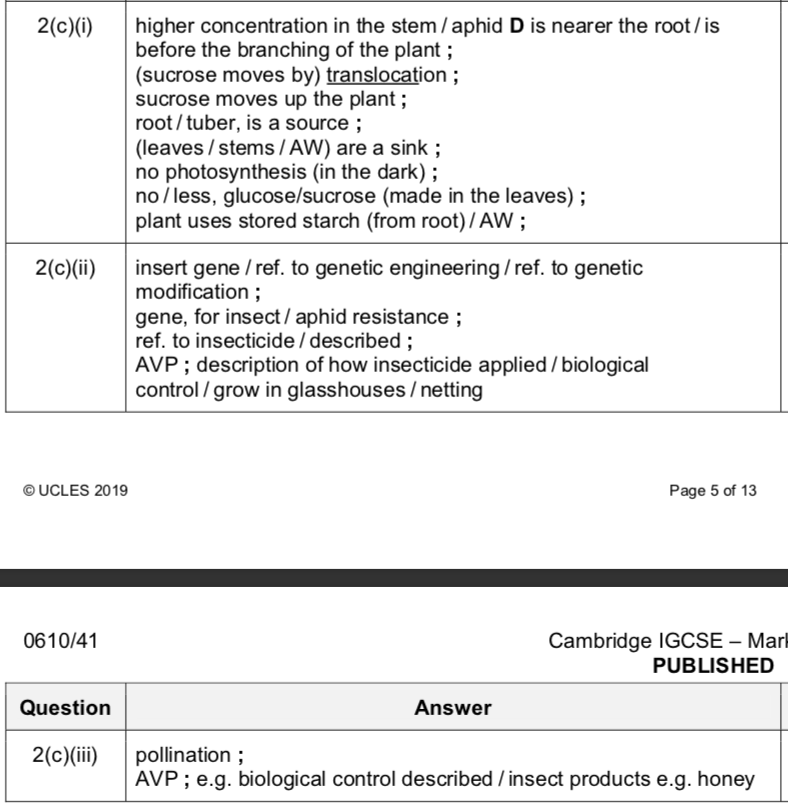 2(c)(i)
higher concentration in the stem / aphid D is nearer the root / is
before the branching of the plant ;
(sucrose moves by) translocation ;
sucrose moves up the plant ;
root / tuber, is a source ;
(leaves / stems / AW) are a sink ;
no photosynthesis (in the dark) ;
no / less, glucose/sucrose (made in the leaves) ;
plant uses stored starch (from root) / AW ;
2(c)(ii)
insert gene / ref. to genetic engineering / ref. to genetic
modification ;
gene, for insect / aphid resistance ;
ref. to insecticide / described ;
AVP ; description of how insecticide applied / biological
control / grow in glasshouses / netting
© UCLES 2019
Page 5 of 13
0610/41
Cambridge IGCSE – Mark
PUBLISHED
Question
Answer
2(c)(iii)
pollination ;
AVP ; e.g. biological control described / insect products e.g. honey